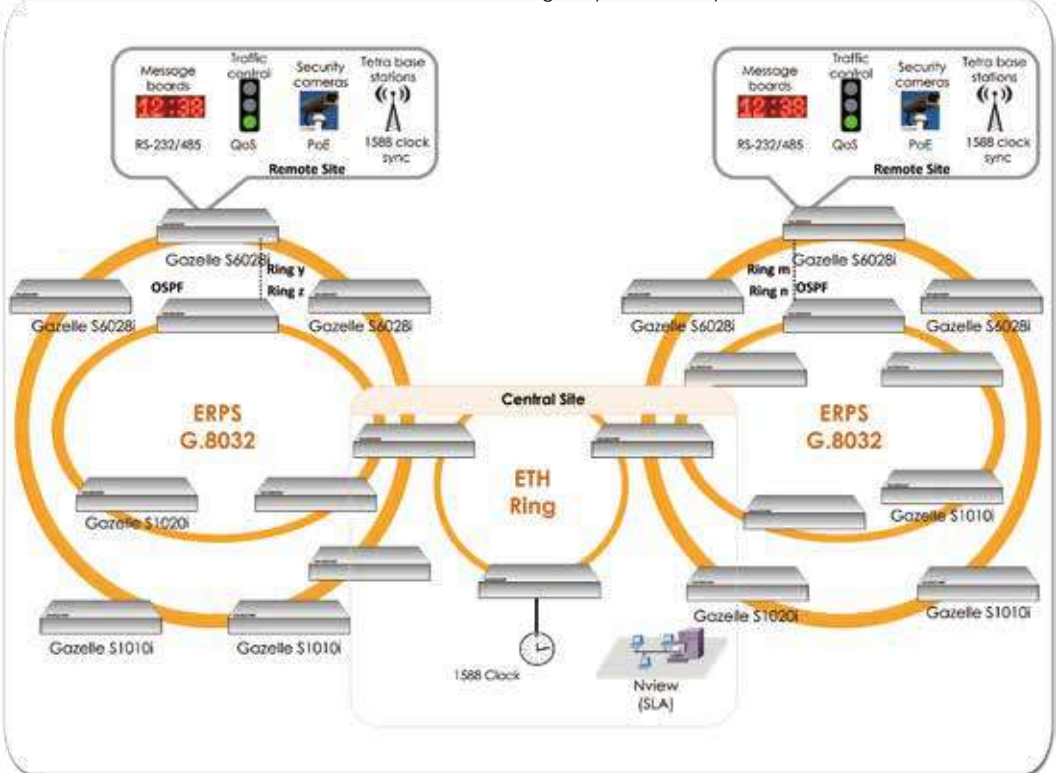 Message
boards
Traffic
control
Security
cameras
Tetra base
stations
12:38
RS-232/485
QoS
PoE
1588 clock
sync
Remote Site
Message
boards
Traffic
control
Security
cameras
Tetra base
stations
12:38
RS-232/485
QoS
PoE
1588 clock
sync
Remote Site
Gazelle S6028i
Ring y
OSPF
Ring z
Gazelle S6028i
Gazelle S6028i
ERPS
G.8032
Gazelle S1020i
Gazelle S1010i
Gazelle S1010i
Gazelle S6028i
Ring m
Ring n
OSPF
Gazelle S6028i
Gazelle S6028i
ERPS
G.8032
Gazelle S1010i
Gazelle S1020i
Gazelle S1010i
Central Site
ETH
Ring
1588 Clock
Nview
(SLA)